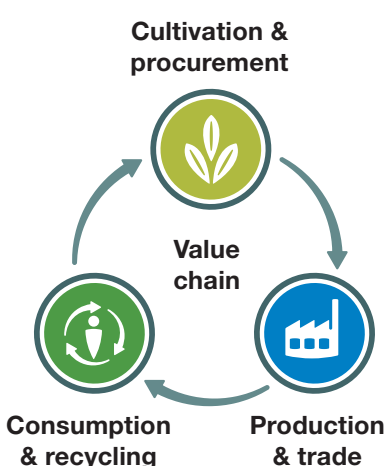 Cultivation &
procurement
Value
chain
Consumption
& recycling
Production
& trade